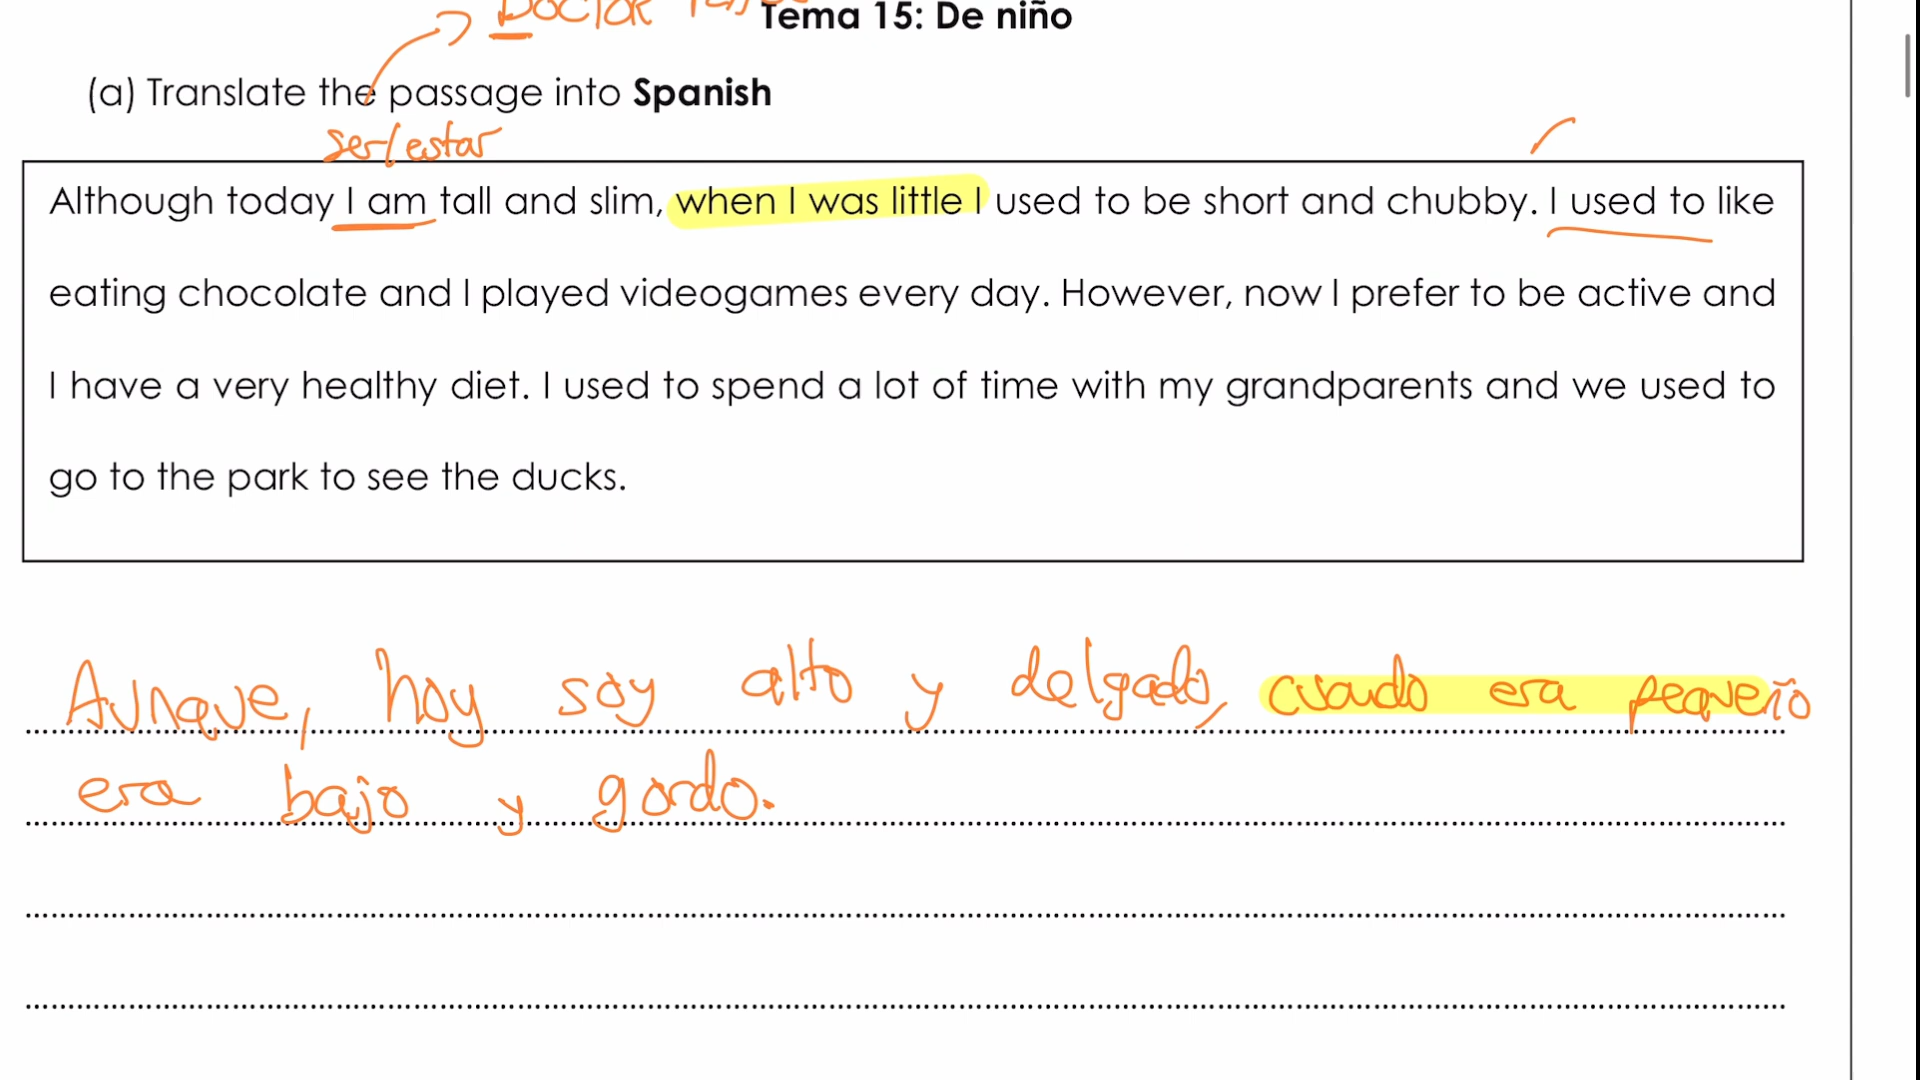 Doctor
Tema 15: De niño
(a) Translate the passage into Spanish
ser/estar
Although today I am tall and slim, when I was little I used to be short and chubby. I used to like
eating chocolate and I played videogames every day. However, now I prefer to be active and
I have a very healthy diet. I used to spend a lot of time with my grandparents and we used to
go to the park to see the ducks.
Aunque, hoy soy alto y delgado, cuando era pequeño
era bajo y gordo.